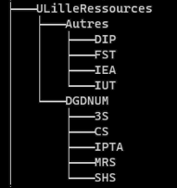 ULilleRessources
Autres
DIP
FST
IEA
IUT
DGDNUM
3S
CS
IPTA
MRS
SHS